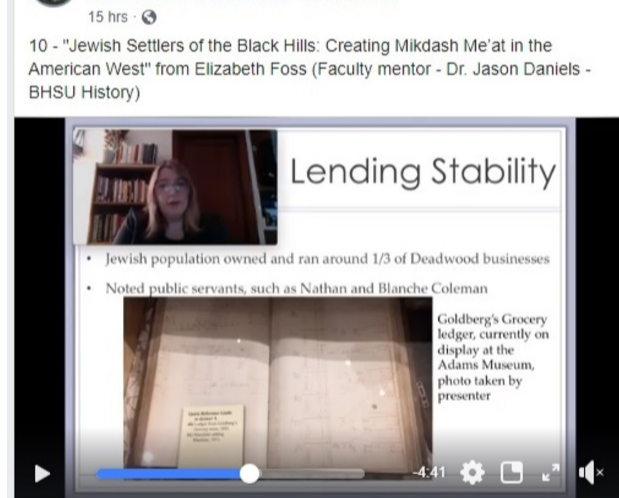 15 hrs ·
10 - "Jewish Settlers of the Black Hills: Creating Mikdash Me'at in the
American West" from Elizabeth Foss (Faculty mentor - Dr. Jason Daniels -
BHSU History)
Lending Stability
• Jewish population owned and ran around 1/3 of Deadwood businesses
• Noted public servants, such as Nathan and Blanche Coleman
Goldberg's Grocery
ledger, currently on
display at the
Adams Museum,
photo taken by
presenter
-4:41